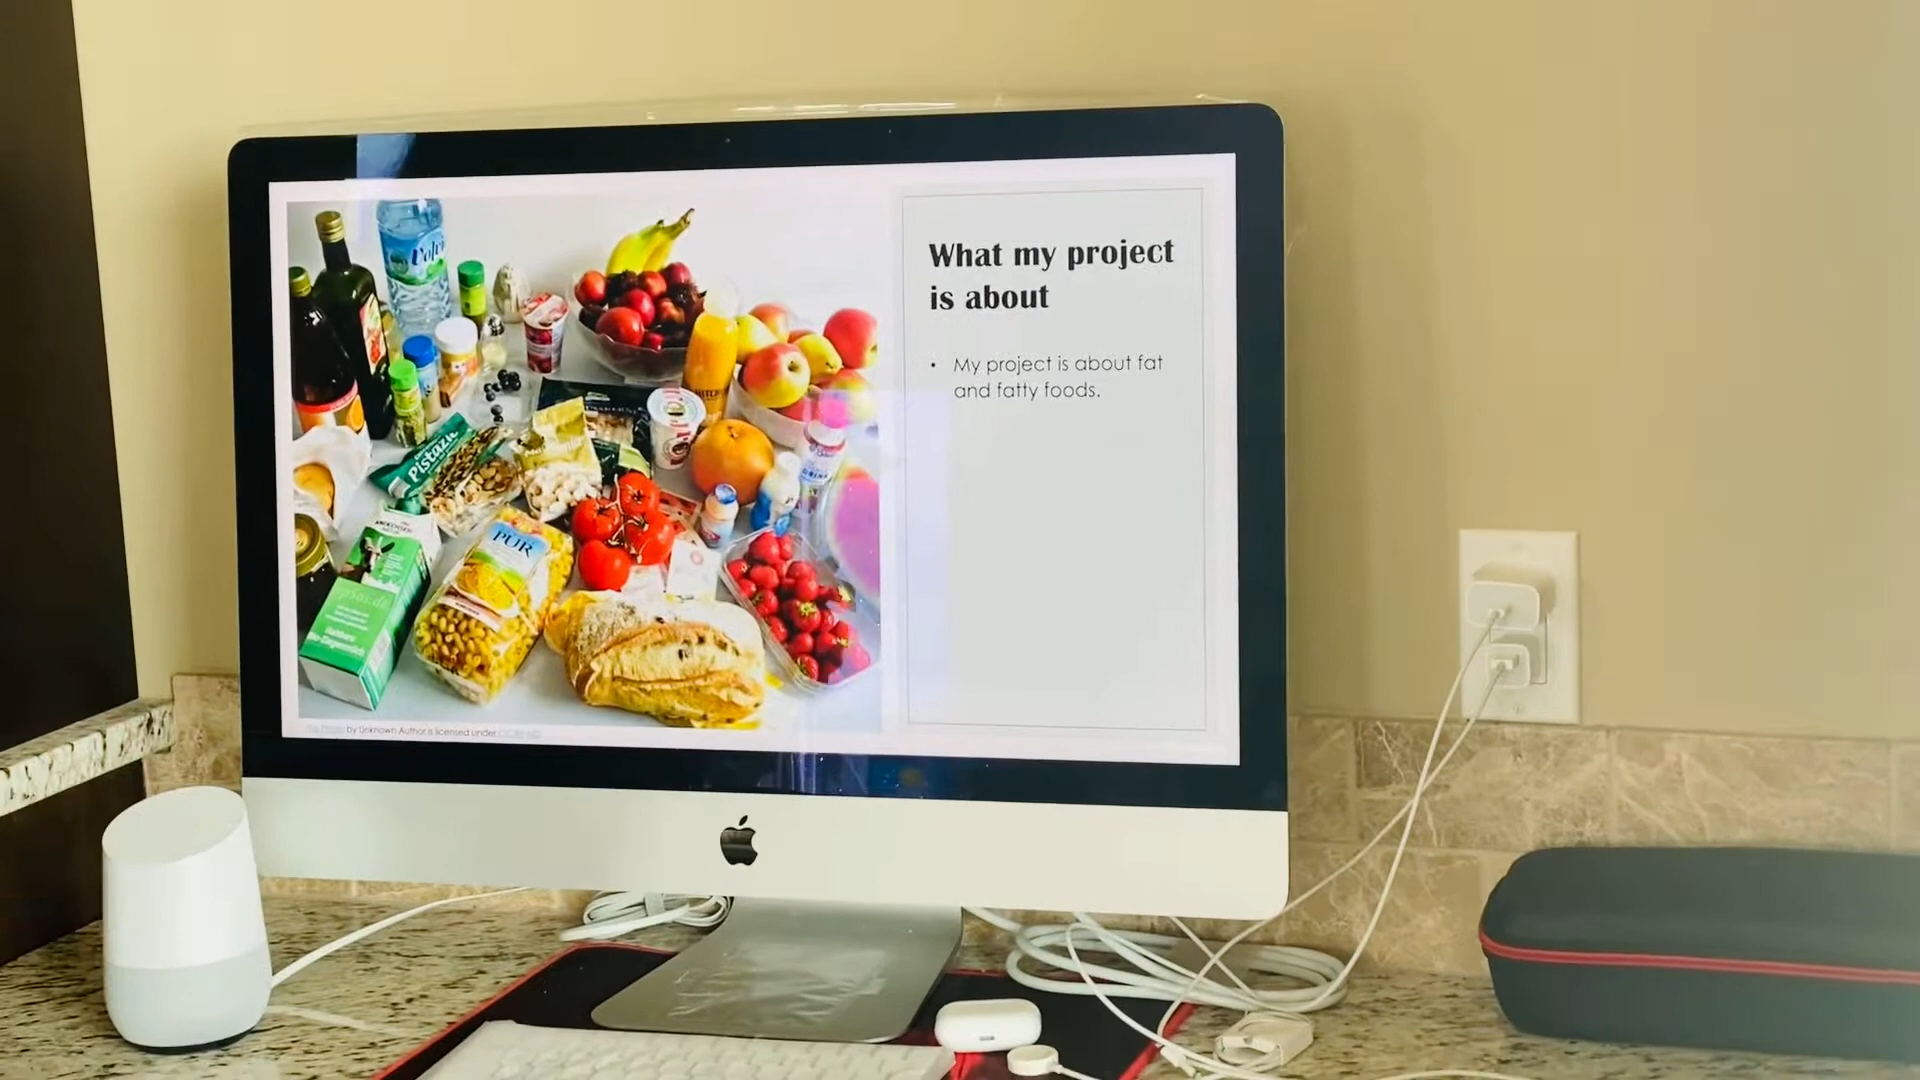 What my project
is about
• My project is about fat
and fatty foods.
Volvic
Pistazie
PUR
by Unknown Author is licensed under